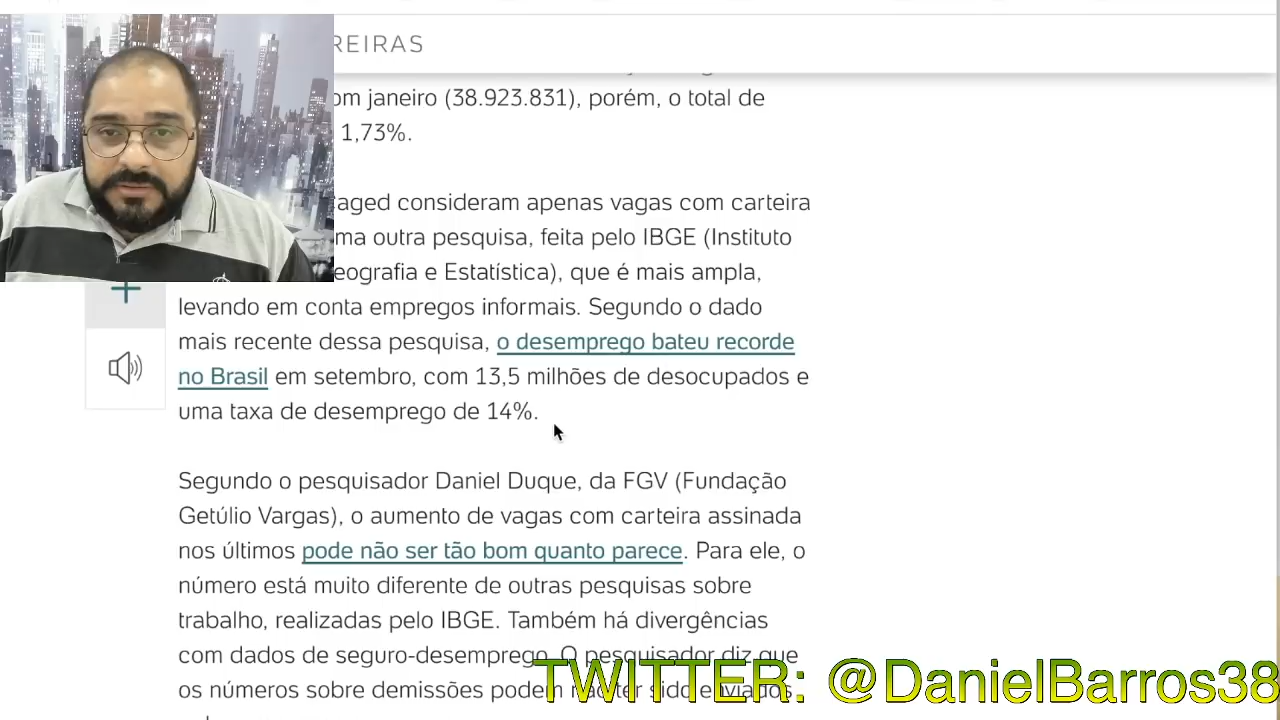 REIRAS
om janeiro (38.923.831), porém, o total de
1,73%.
aged consideram apenas vagas com carteira
ma outra pesquisa, feita pelo IBGE (Instituto
eografia e Estatística), que é mais ampla,
levando em conta empregos informais. Segundo o dado
mais recente dessa pesquisa, o desemprego bateu recorde
no Brasil em setembro, com 13,5 milhões de desocupados e
uma taxa de desemprego de 14%.
Segundo o pesquisador Daniel Duque, da FGV (Fundação
Getúlio Vargas), o aumento de vagas com carteira assinada
nos últimos pode não ser tão bom quanto parece. Para ele, o
número está muito diferente de outras pesquisas sobre
trabalho, realizadas pelo IBGE. Também há divergências
com dados de seguro-desemprego. O pesquisador diz que
os números sobre demissões podem não ter sido enviados
TWITTER: @DanielBarros38